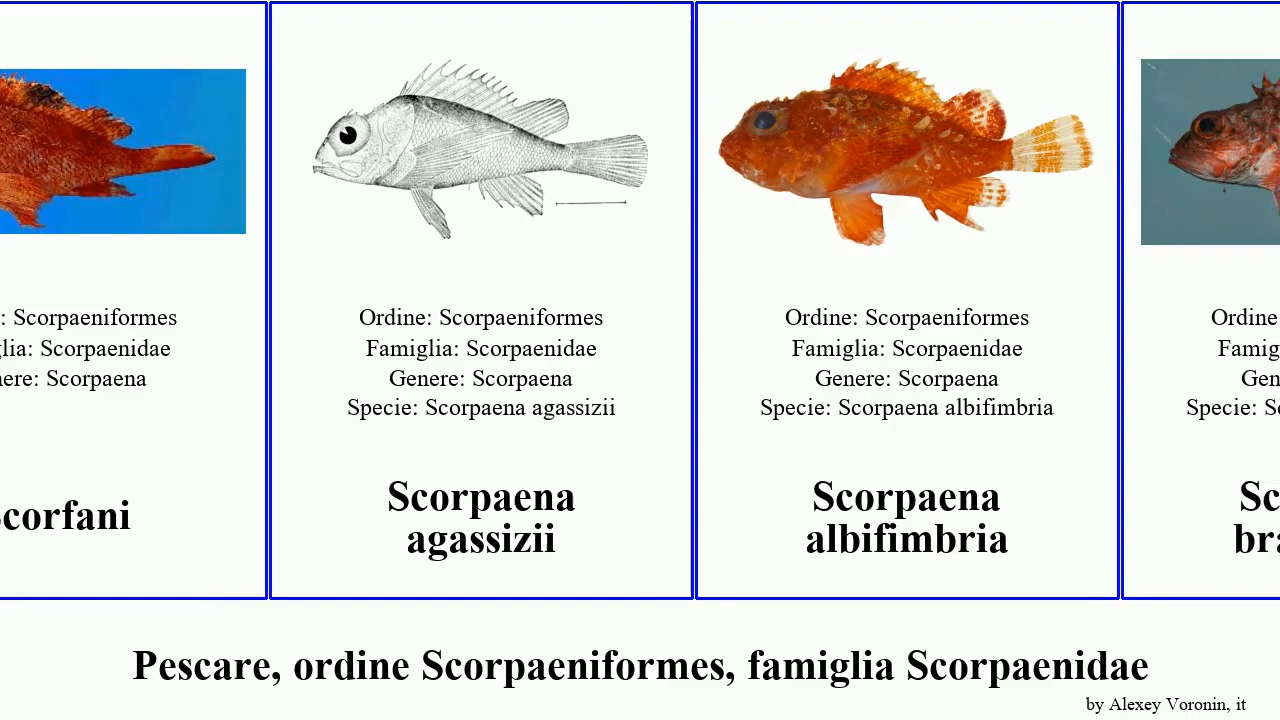 : Scorpaeniformes
glia: Scorpaenidae
nere: Scorpaena
Scorfani
Ordine: Scorpaeniformes
Famiglia: Scorpaenidae
Genere: Scorpaena
Specie: Scorpaena agassizii
Scorpaena
agassizii
Ordine: Scorpaeniformes
Famiglia: Scorpaenidae
Genere: Scorpaena
Specie: Scorpaena albifimbria
Scorpaena
albifimbria
Ordine
Famig
Gen
Specie: Sc
Sc
bra
Pescare, ordine Scorpaeniformes, famiglia Scorpaenidae
by Alexey Voronin, it